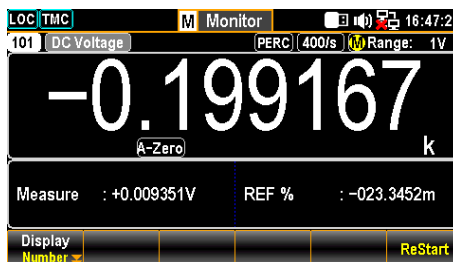 LOC TMC M Monitor 16:47:2
101 DC Voltage PERC 400/s M Range: 1V
-0.199167
A-Zero k
Measure : +0.009351V REF % : -023.3452m
Display
Number ReStart